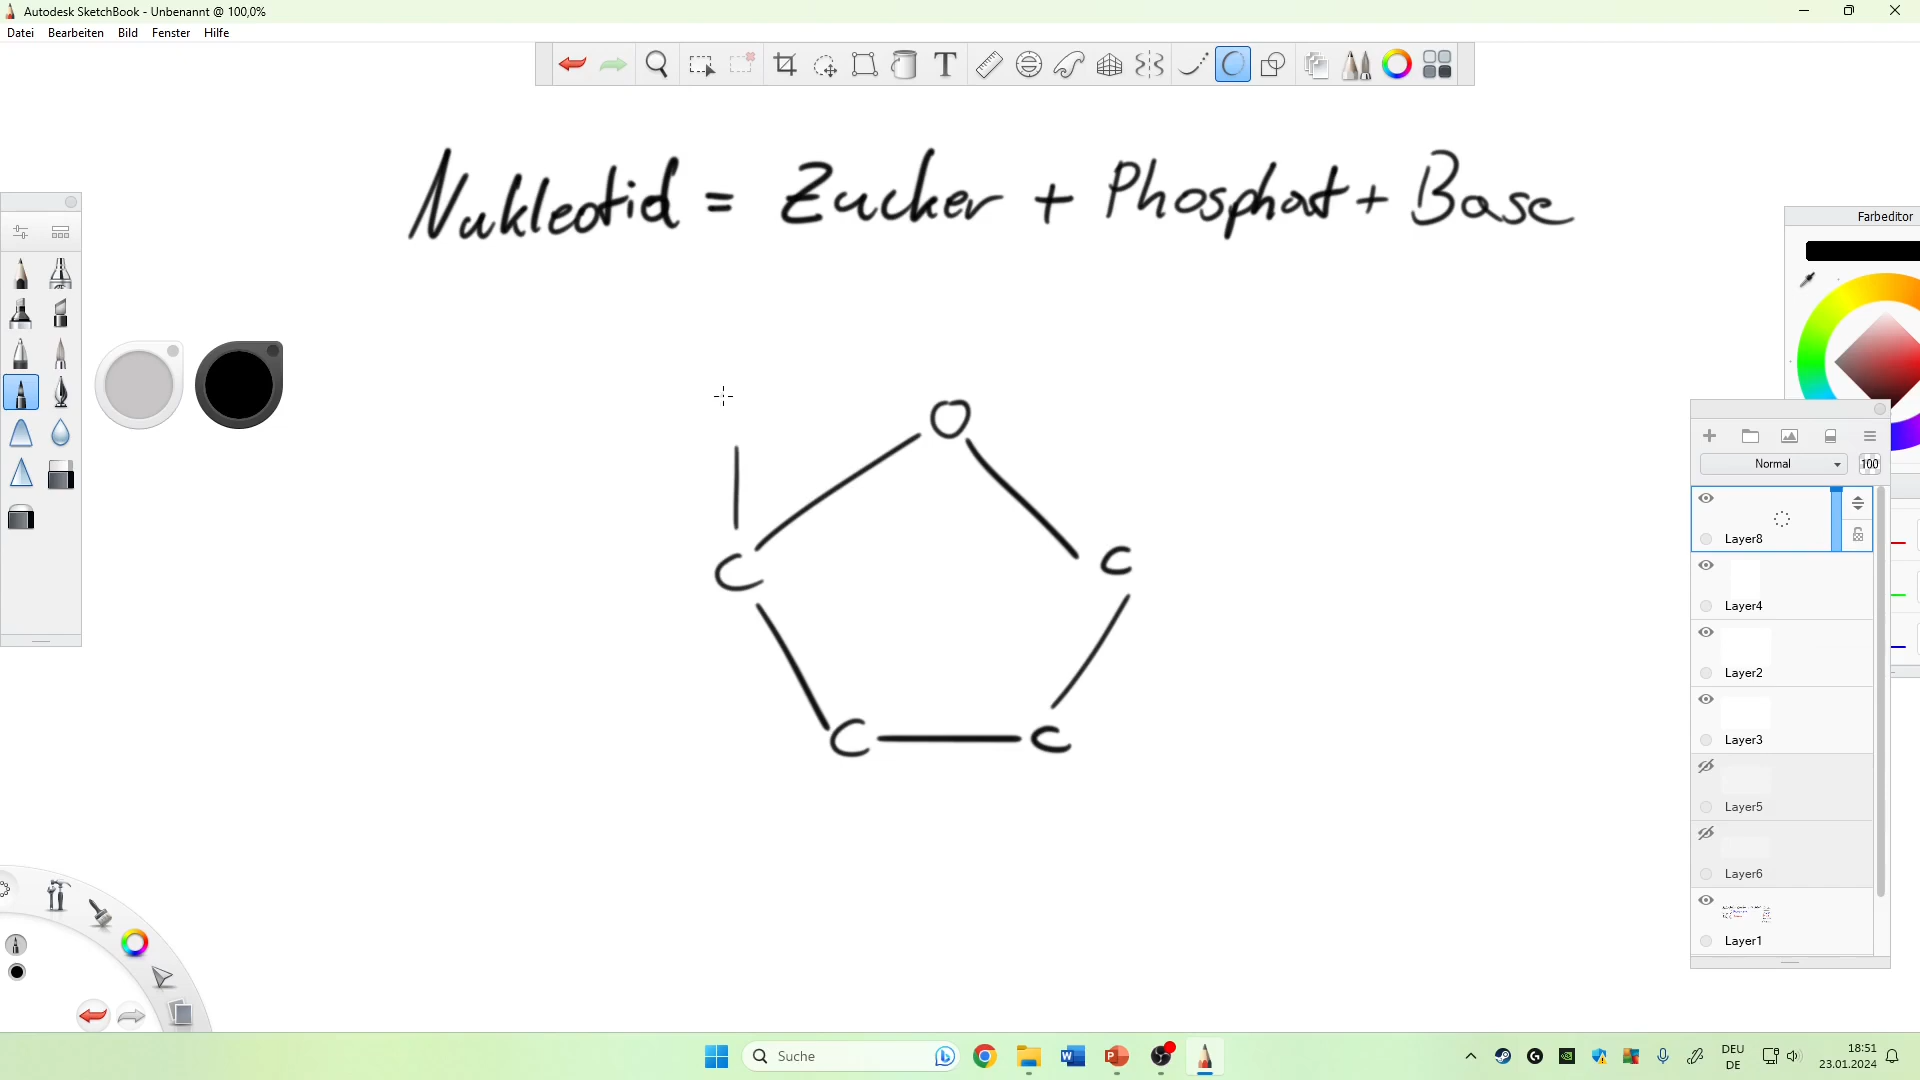 Autodesk SketchBook - Unbenannt @ 100,0%
Datei Bearbeiten Bild Fenster Hilfe
Nukleotid = Zucker + Phosphat + Base
Farbeditor
Normal 100
Layer8
Layer4
Layer2
Layer3
Layer5
Layer6
Layer1
O
C C
C C
Suche
DEU
DE
18:51
23.01.2024